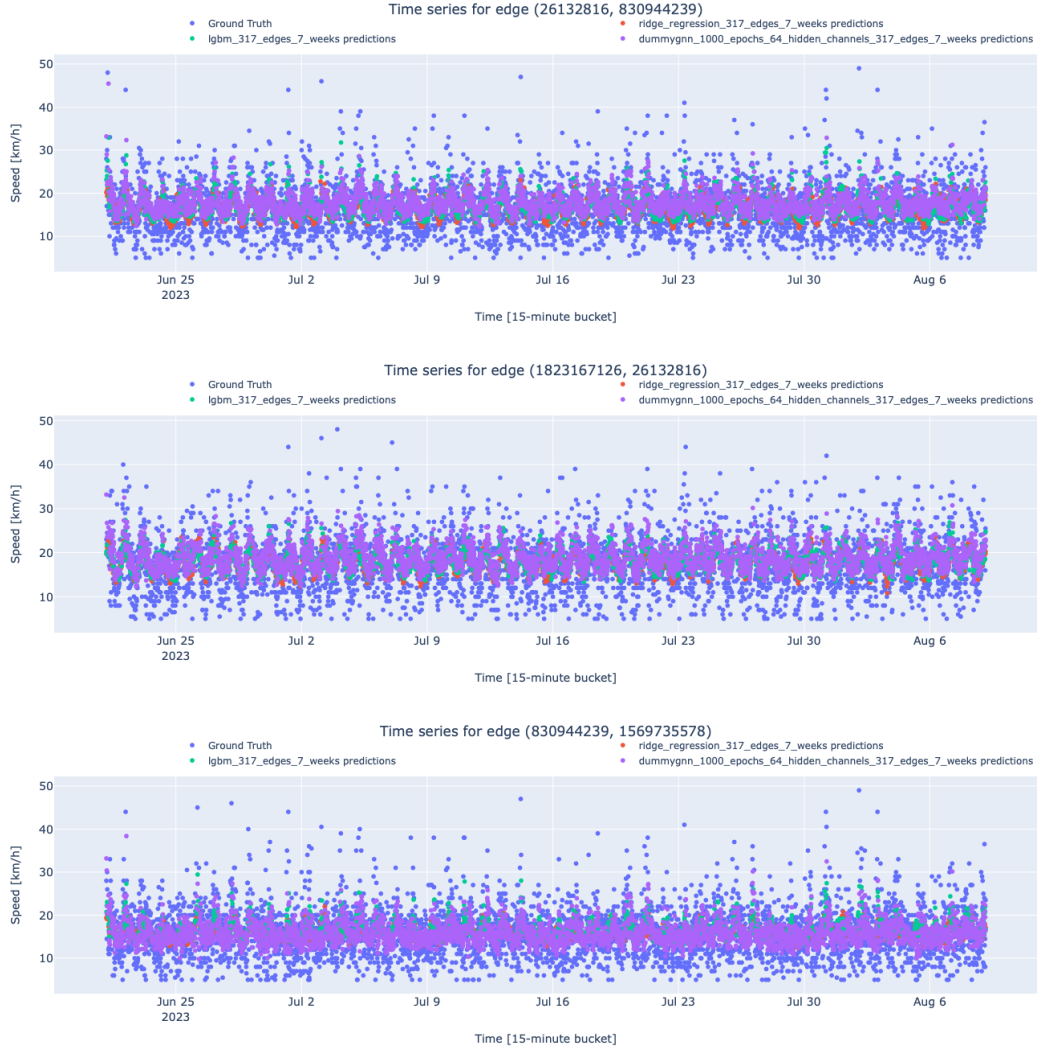 Time series for edge (26132816, 830944239)
Ground Truth
ridge_regression_317_edges_7_weeks predictions
lgbm_317_edges_7_weeks predictions
dummygnn_1000_epochs_64_hidden_channels_317_edges_7_weeks predictions
50
40
30
20
10
Speed [km/h]
Jun 25 Jul 2 Jul 9 Jul 16 Jul 23 Jul 30 Aug 6
2023
Time [15-minute bucket]
Time series for edge (1823167126, 26132816)
Ground Truth
ridge_regression_317_edges_7_weeks predictions
lgbm_317_edges_7_weeks predictions
dummygnn_1000_epochs_64_hidden_channels_317_edges_7_weeks predictions
50
40
30
20
10
Speed [km/h]
Jun 25 Jul 2 Jul 9 Jul 16 Jul 23 Jul 30 Aug 6
2023
Time [15-minute bucket]
Time series for edge (830944239, 1569735578)
Ground Truth
ridge_regression_317_edges_7_weeks predictions
lgbm_317_edges_7_weeks predictions
dummygnn_1000_epochs_64_hidden_channels_317_edges_7_weeks predictions
50
40
30
20
10
Speed [km/h]
Jun 25 Jul 2 Jul 9 Jul 16 Jul 23 Jul 30 Aug 6
2023
Time [15-minute bucket]